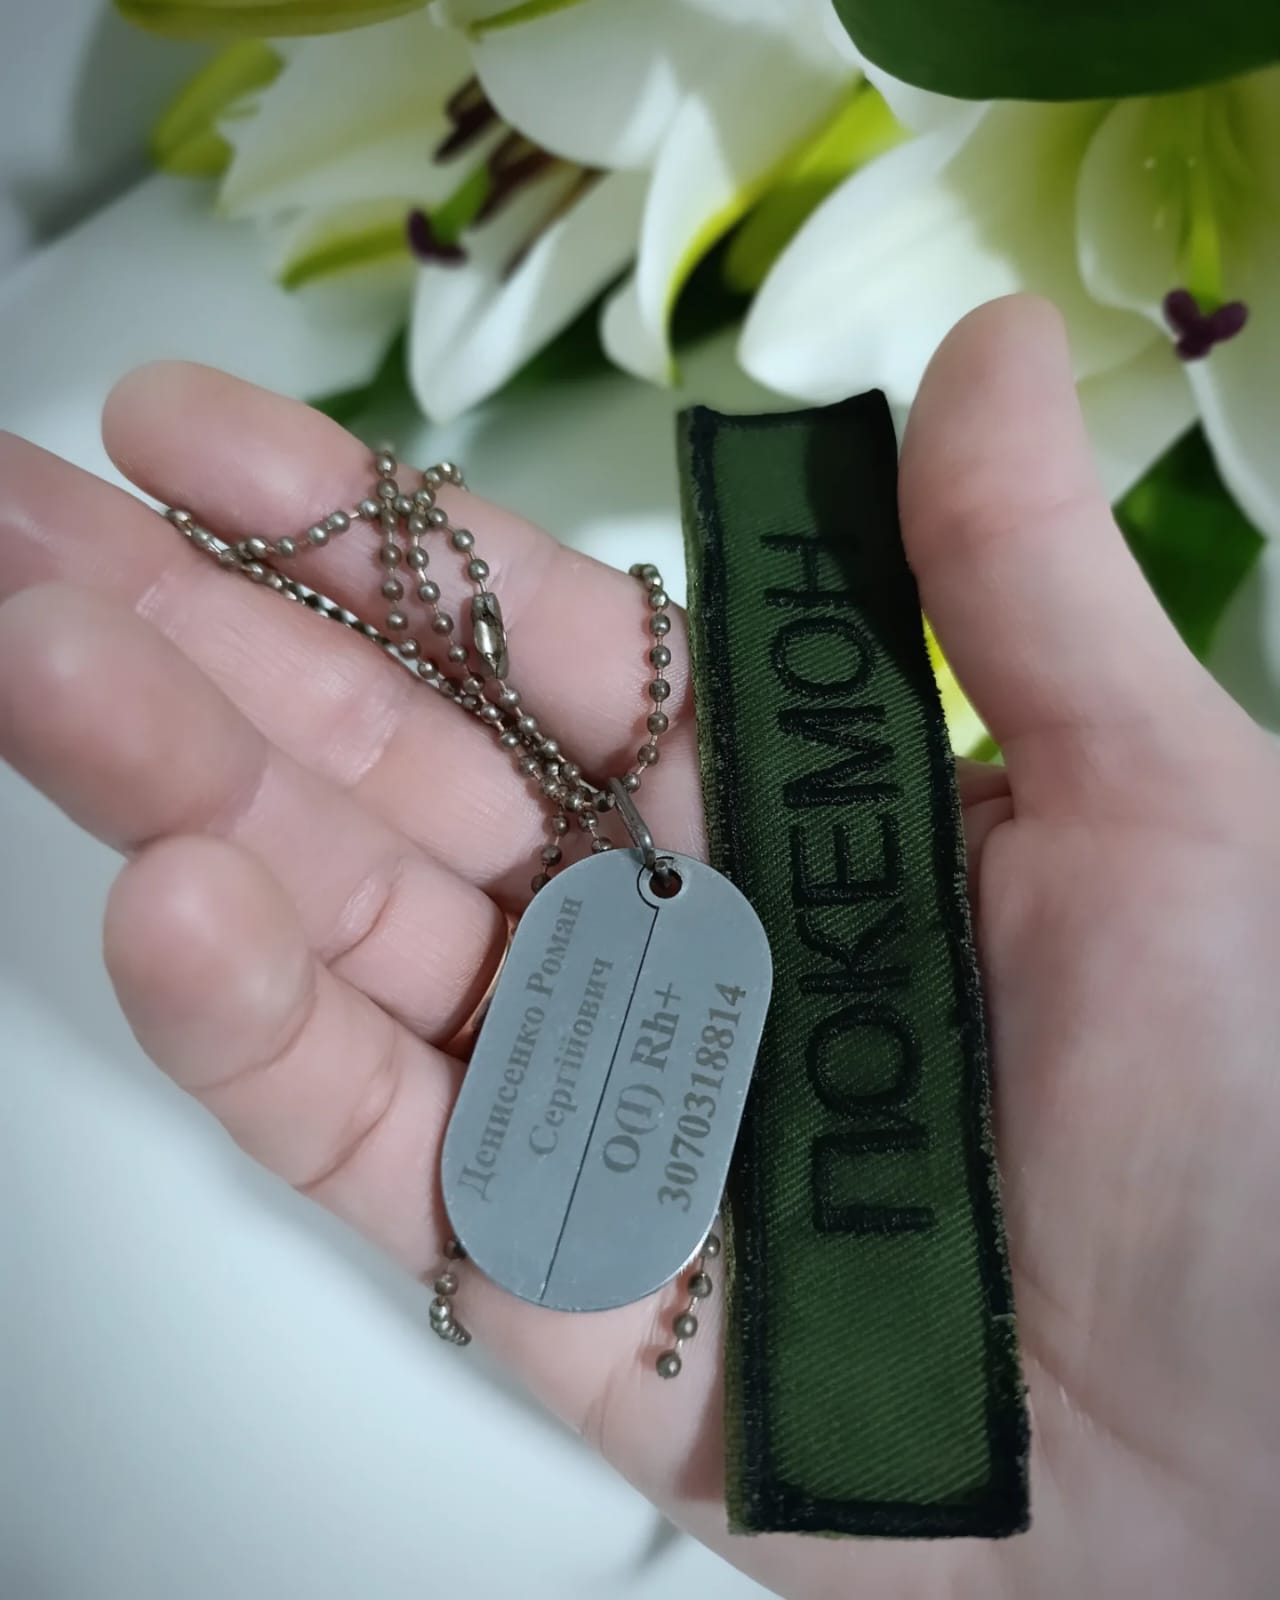 Денисенко Роман
Сергійович
O(I) Rh+
3070318814
ПОКЕМОН